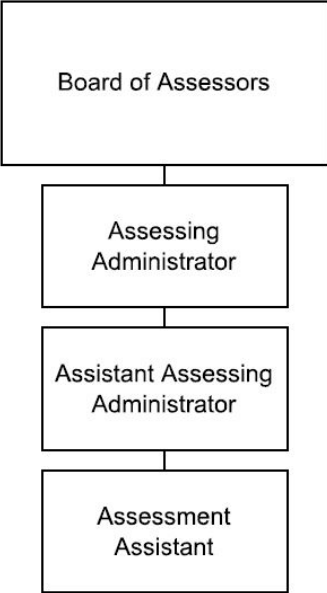 Board of Assessors
Assessing
Administrator
Assistant Assessing
Administrator
Assessment
Assistant